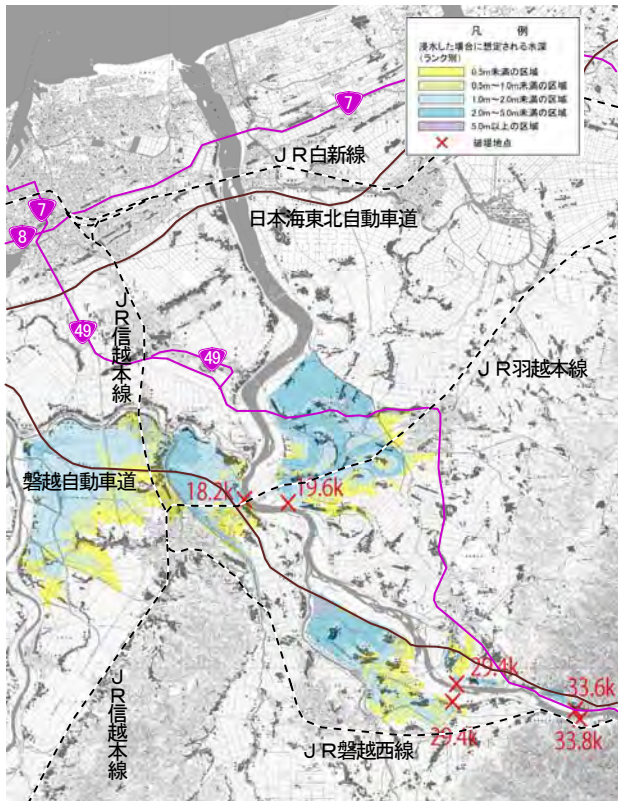 凡 例
浸水した場合に想定される水深
(ランク別)
0.5m未満の区域
0.5m～1.0m未満の区域
1.0m～2.0m未満の区域
2.0m～5.0m未満の区域
5.0m以上の区域
破堤地点
7
JR白新線
7
8
日本海東北自動車道
JR信越本線
49
49
JR羽越本線
磐越自動車道
18.2k
19.6k
29.4k
33.6k
JR信越本線
29.4k
33.8k
JR磐越西線